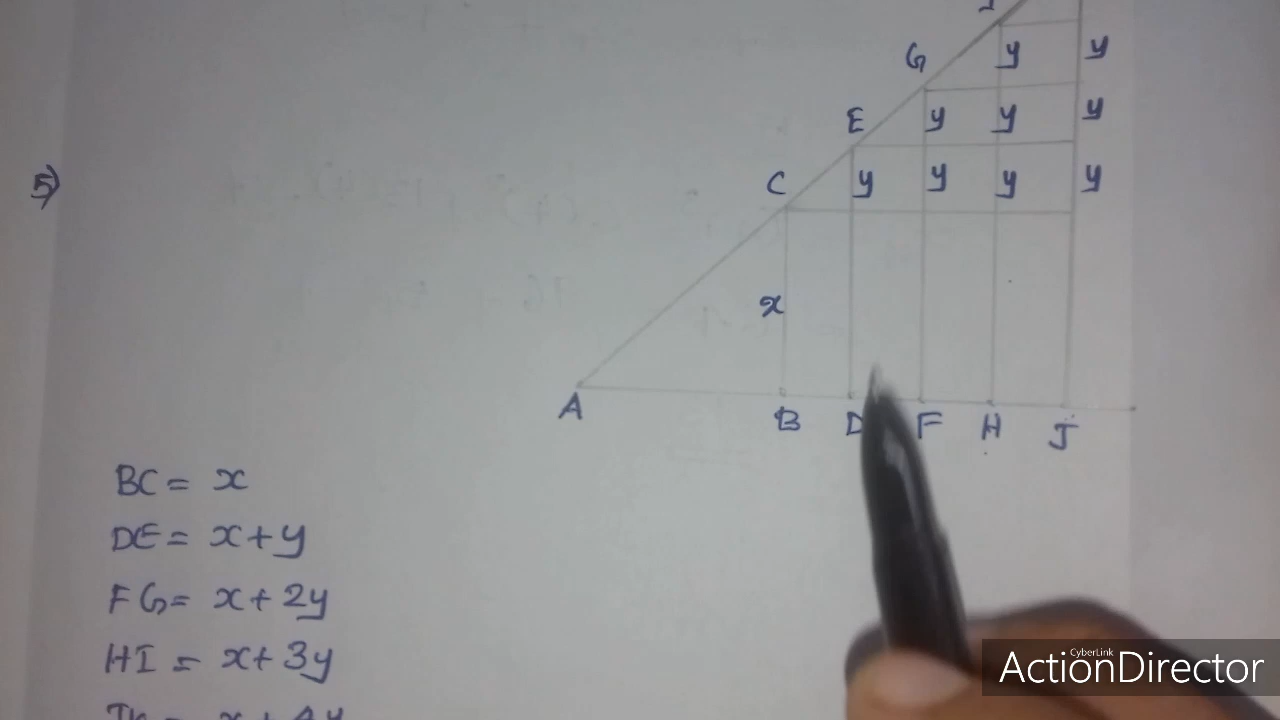 G y y
E y y y
5)
C y y y y
x
A B D F H J
BC = x
DE = x+y
FG = x+2y
HI = x+3y
CyberLink
ActionDirector